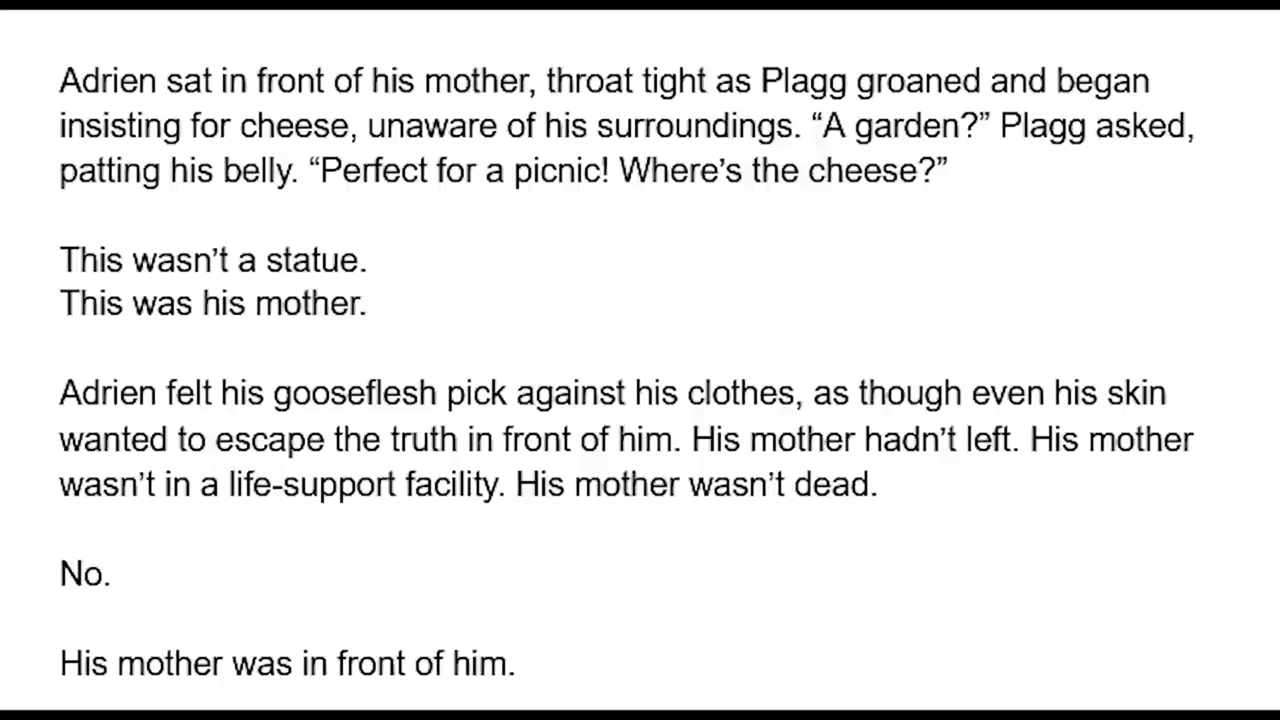 Adrien sat in front of his mother, throat tight as Plagg groaned and began
insisting for cheese, unaware of his surroundings. “A garden?” Plagg asked,
patting his belly. “Perfect for a picnic! Where’s the cheese?”
This wasn’t a statue.
This was his mother.
Adrien felt his gooseflesh pick against his clothes, as though even his skin
wanted to escape the truth in front of him. His mother hadn’t left. His mother
wasn’t in a life-support facility. His mother wasn’t dead.
No.
His mother was in front of him.